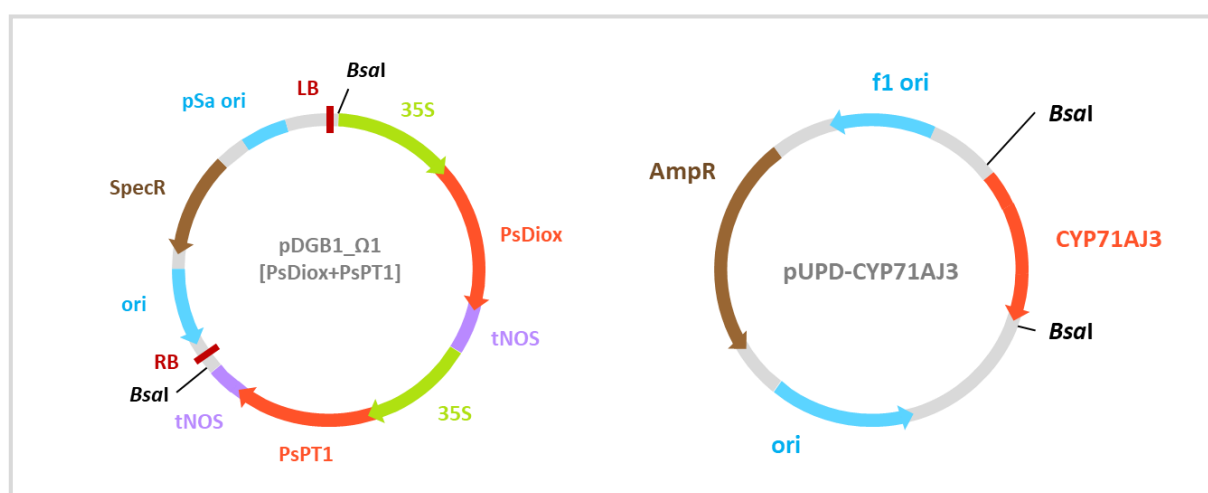 LB
BsaI
35S
pSa ori
SpecR
PsDiox
pDGB1_Ω1
[PsDiox+PsPT1]
ori
tNOS
RB
BsaI
tNOS
35S
PsPT1
f1 ori
BsaI
AmpR
CYP71AJ3
pUPD-CYP71AJ3
BsaI
ori